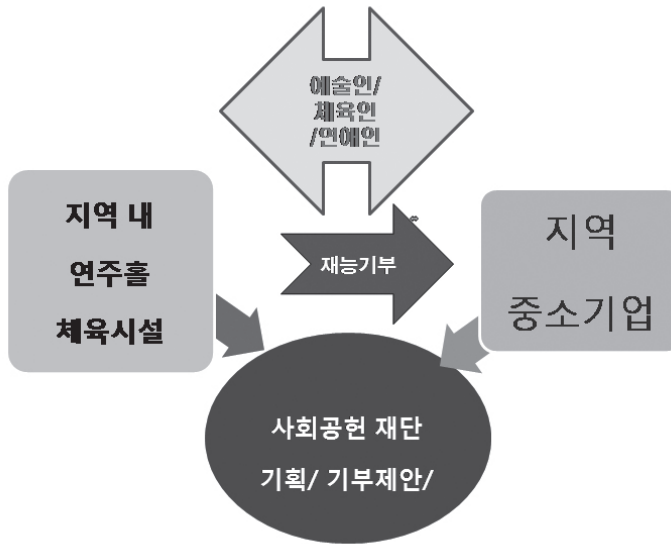 예술인/
체육인
/연예인
지역 내
연주홀
체육시설
재능기부
지역
중소기업
사회공헌 재단
기획/ 기부제안/